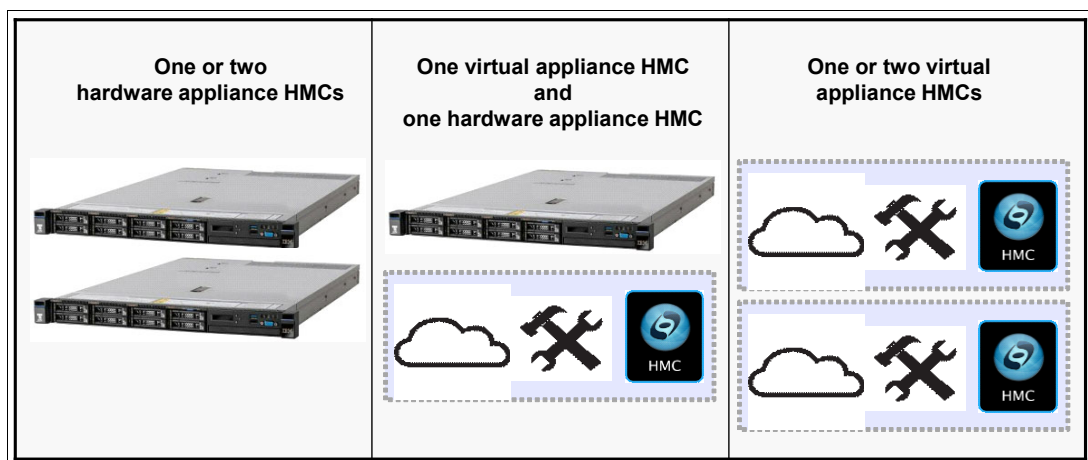 One or two
hardware appliance HMCs
One virtual appliance HMC
and
one hardware appliance HMC
One or two virtual
appliance HMCs
HMC
HMC
HMC